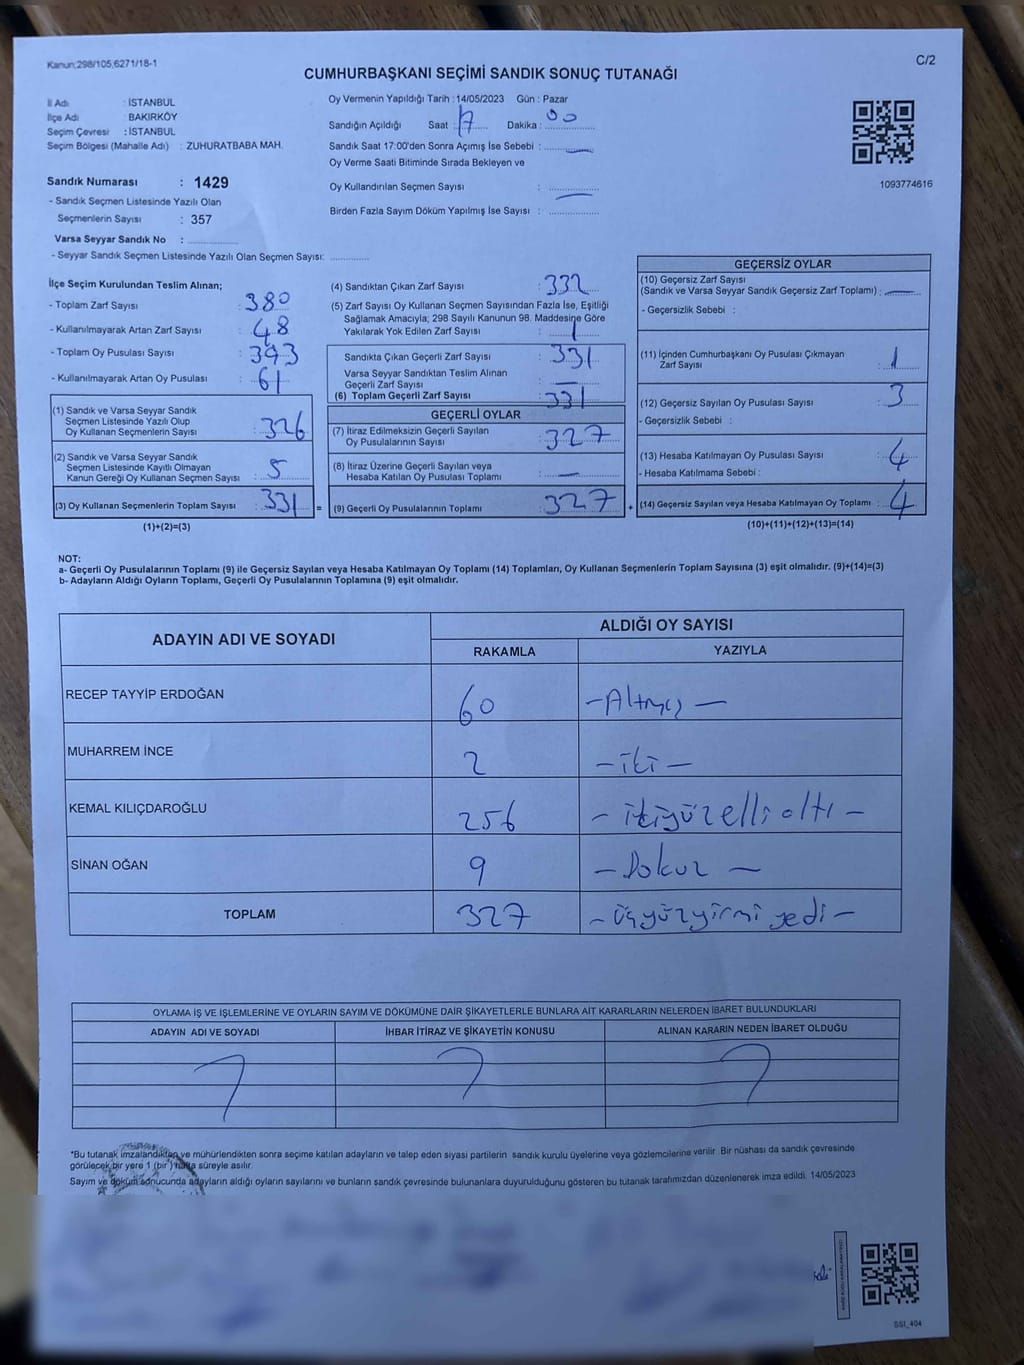 Kanun;298/105,6271/18-1
C/2
CUMHURBAŞKANI SEÇİMİ SANDIK SONUÇ TUTANAĞI
İl Adı : İSTANBUL
İlçe Adı : BAKIRKÖY
Seçim Çevresi : İSTANBUL
Seçim Bölgesi (Mahalle Adı) : ZUHURATBABA MAH.
Sandık Numarası : 1429
- Sandık Seçmen Listesinde Yazılı Olan
Seçmenlerin Sayısı : 357
Varsa Seyyar Sandık No :
- Seyyar Sandık Seçmen Listesinde Yazılı Olan Seçmen Sayısı:
Oy Vermenin Yapıldığı Tarih : 14/05/2023 Gün : Pazar
Sandığın Açıldığı Saat : 17 Dakika : 00
Sandık Saat 17:00'den Sonra Açımış İse Sebebi : —
Oy Verme Saati Bitiminde Sırada Bekleyen ve
Oy Kullandırılan Seçmen Sayısı : —
Birden Fazla Sayım Döküm Yapılmış İse Sayısı :
1093774616
İlçe Seçim Kurulundan Teslim Alınan;
- Toplam Zarf Sayısı : 380
- Kullanılmayarak Artan Zarf Sayısı : 48
- Toplam Oy Pusulası Sayısı : 393
- Kullanılmayarak Artan Oy Pusulası : 61
(1) Sandık ve Varsa Seyyar Sandık
Seçmen Listesinde Yazılı Olup
Oy Kullanan Seçmenlerin Sayısı : 326
(2) Sandık ve Varsa Seyyar Sandık
Seçmen Listesinde Kayıtlı Olmayan
Kanun Gereği Oy Kullanan Seçmen Sayısı : 5
(3) Oy Kullanan Seçmenlerin Toplam Sayısı : 331 =
(1)+(2)=(3)
(4) Sandıktan Çıkan Zarf Sayısı : 332
(5) Zarf Sayısı Oy Kullanan Seçmen Sayısından Fazla İse, Eşitliği
Sağlamak Amacıyla; 298 Sayılı Kanunun 98. Maddesine Göre
Yakılarak Yok Edilen Zarf Sayısı : 1
Sandıkta Çıkan Geçerli Zarf Sayısı : 331
Varsa Seyyar Sandıktan Teslim Alınan
Geçerli Zarf Sayısı : —
(6) Toplam Geçerli Zarf Sayısı : 331
GEÇERLİ OYLAR
(7) İtiraz Edilmeksizin Geçerli Sayılan
Oy Pusulalarının Sayısı : 327
(8) İtiraz Üzerine Geçerli Sayılan veya
Hesaba Katılan Oy Pusulası Toplamı : —
(9) Geçerli Oy Pusulalarının Toplamı : 327 +
GEÇERSİZ OYLAR
(10) Geçersiz Zarf Sayısı
(Sandık ve Varsa Seyyar Sandık Geçersiz Zarf Toplamı) : —
- Geçersizlik Sebebi :
(11) İçinden Cumhurbaşkanı Oy Pusulası Çıkmayan
Zarf Sayısı : 1
(12) Geçersiz Sayılan Oy Pusulası Sayısı : 3
- Geçersizlik Sebebi :
(13) Hesaba Katılmayan Oy Pusulası Sayısı : 4
- Hesaba Katılmama Sebebi :
(14) Geçersiz Sayılan veya Hesaba Katılmayan Oy Toplamı : 4
(10)+(11)+(12)+(13)=(14)
NOT:
a- Geçerli Oy Pusulalarının Toplamı (9) ile Geçersiz Sayılan veya Hesaba Katılmayan Oy Toplamı (14) Toplamları, Oy Kullanan Seçmenlerin Toplam Sayısına (3) eşit olmalıdır. (9)+(14)=(3)
b- Adayların Aldığı Oyların Toplamı, Geçerli Oy Pusulalarının Toplamına (9) eşit olmalıdır.
ADAYIN ADI VE SOYADI
ALDIĞI OY SAYISI
RAKAMLA YAZIYLA
RECEP TAYYİP ERDOĞAN 60 -Altmış-
MUHARREM İNCE 2 -iki-
KEMAL KILIÇDAROĞLU 256 -ikiyüzellialtı-
SİNAN OĞAN 9 -Dokuz-
TOPLAM 327 -üçyüzyirmi yedi-
OYLAMA İŞ VE İŞLEMLERİNE VE OYLARIN SAYIM VE DÖKÜMÜNE DAİR ŞİKAYETLERLE BUNLARA AİT KARARLARIN NELERDEN İBARET BULUNDUKLARI
ADAYIN ADI VE SOYADI İHBAR İTİRAZ VE ŞİKAYETİN KONUSU ALINAN KARARIN NEDEN İBARET OLDUĞU
*Bu tutanak imzalandıktan ve mühürlendikten sonra seçime katılan adayların ve talep eden siyasi partilerin sandık kurulu üyelerine veya gözlemcilerine verilir. Bir nüshası da sandık çevresinde
görülecek bir yere 1 (bir) hafta süreyle asılır.
Sayım ve döküm sonucunda adayların aldığı oyların sayılarını ve bunların sandık çevresinde bulunanlara duyurulduğunu gösteren bu tutanak tarafımızdan düzenlenerek imza edildi. 14/05/2023
SSI_404